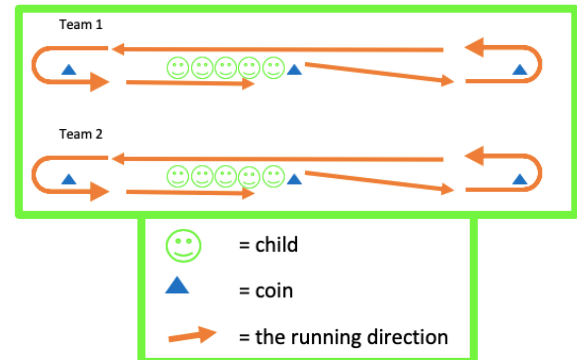 Team 1
Team 2
= child
= coin
= the running direction